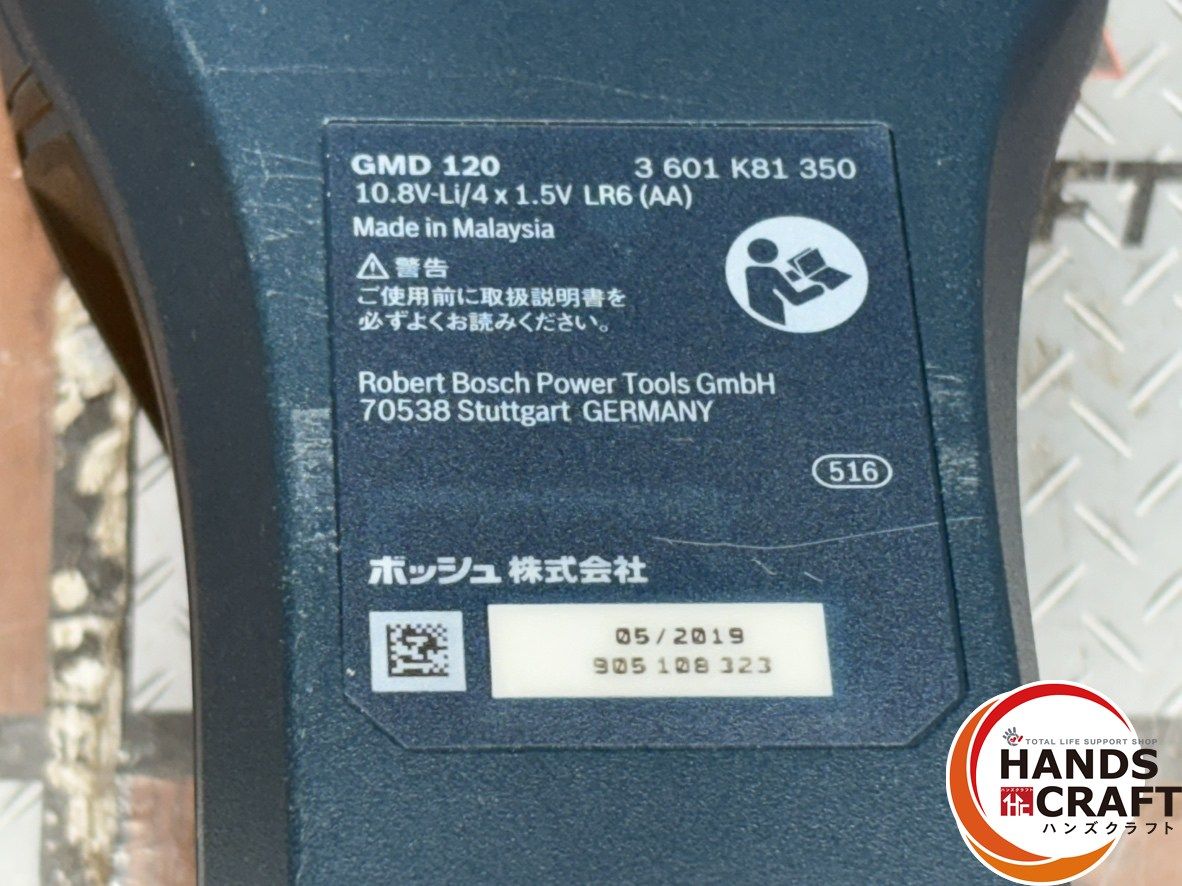 GMD 120 3 601 K81 350
10.8V-Li/4 x 1.5V LR6 (AA)
Made in Malaysia
警告
ご使用前に取扱説明書を
必ずよくお読みください。
Robert Bosch Power Tools GmbH
70538 Stuttgart GERMANY
516
ボッシュ株式会社
05/2019
905 108 323
TOTAL LIFE SUPPORT SHOP
HANDS
ハンズクラフト
CRAFT
ハンズクラフト